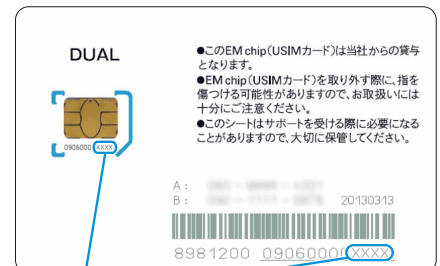 DUAL
●このEM chip（USIMカード）は当社からの貸与
となります。
●EM chip（USIMカード）を取り外す際に、指を
傷つける可能性がありますので、お取扱いには
十分にご注意ください。
●このシートはサポートを受ける際に必要になる
ことがありますので、大切に保管してください。
0906000 XXXX
A :
B :
20130313
8981200 09060000 XXXX